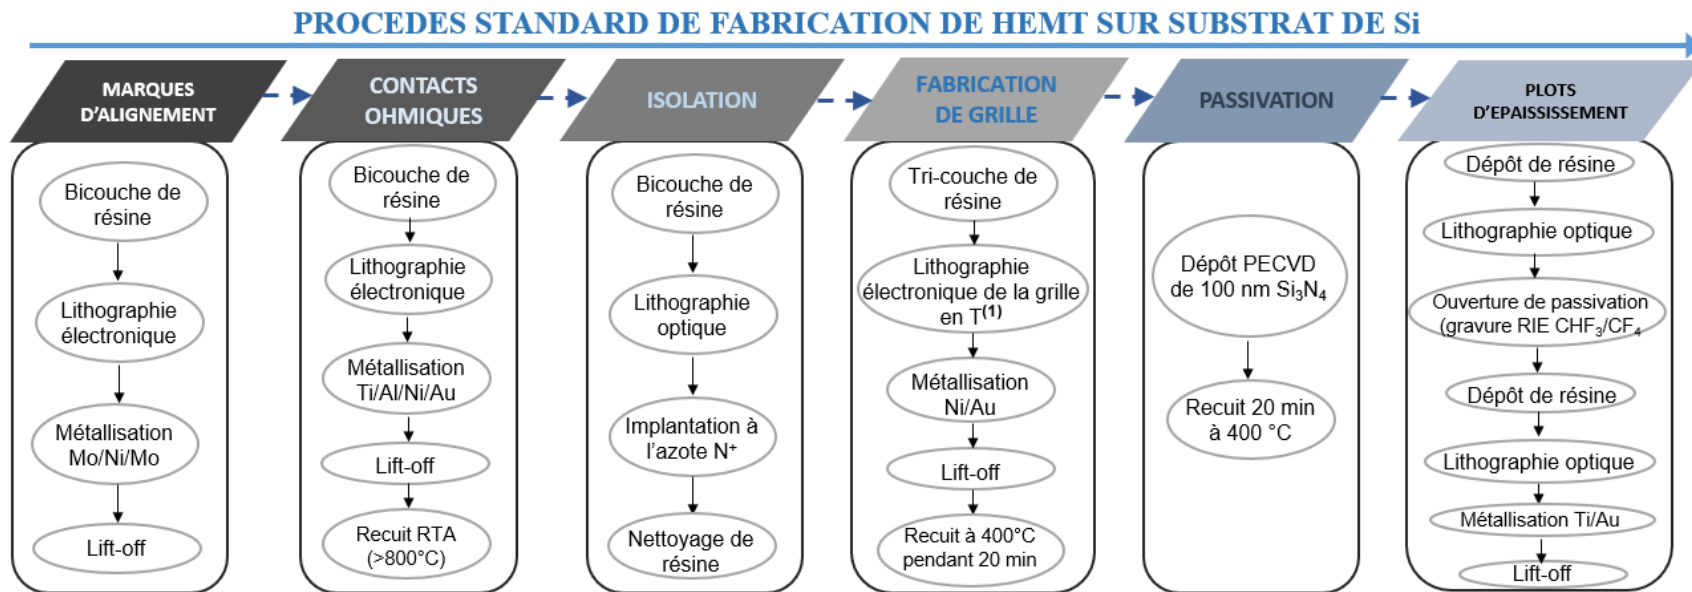 PROCEDES STANDARD DE FABRICATION DE HEMT SUR SUBSTRAT DE Si
MARQUES
D'ALIGNEMENT
Bicouche de
résine
Lithographie
électronique
Métallisation
Mo/Ni/Mo
Lift-off
CONTACTS
OHMIQUES
Bicouche de
résine
Lithographie
électronique
Métallisation
Ti/Al/Ni/Au
Lift-off
Recuit RTA
(>800°C)
ISOLATION
Bicouche de
résine
Lithographie
optique
Implantation à
l'azote N⁺
Nettoyage de
résine
FABRICATION
DE GRILLE
Tri-couche de
résine
Lithographie
électronique de la grille
en T⁽¹⁾
Métallisation
Ni/Au
Lift-off
Recuit à 400°C
pendant 20 min
PASSIVATION
Dépôt PECVD
de 100 nm Si₃N₄
Recuit 20 min
à 400 °C
PLOTS
D'EPAISSISSEMENT
Dépôt de résine
Lithographie optique
Ouverture de passivation
(gravure RIE CHF₃/CF₄
Dépôt de résine
Lithographie optique
Métallisation Ti/Au
Lift-off